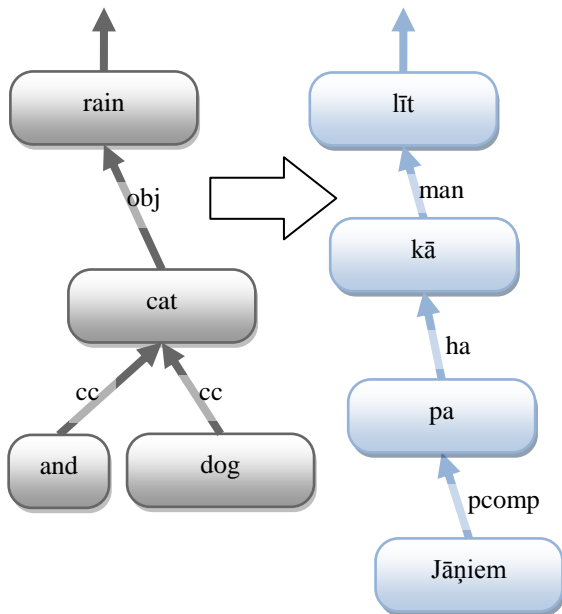 rain
obj
cat
cc
cc
and
dog
līt
man
kā
ha
pa
pcomp
Jāņiem